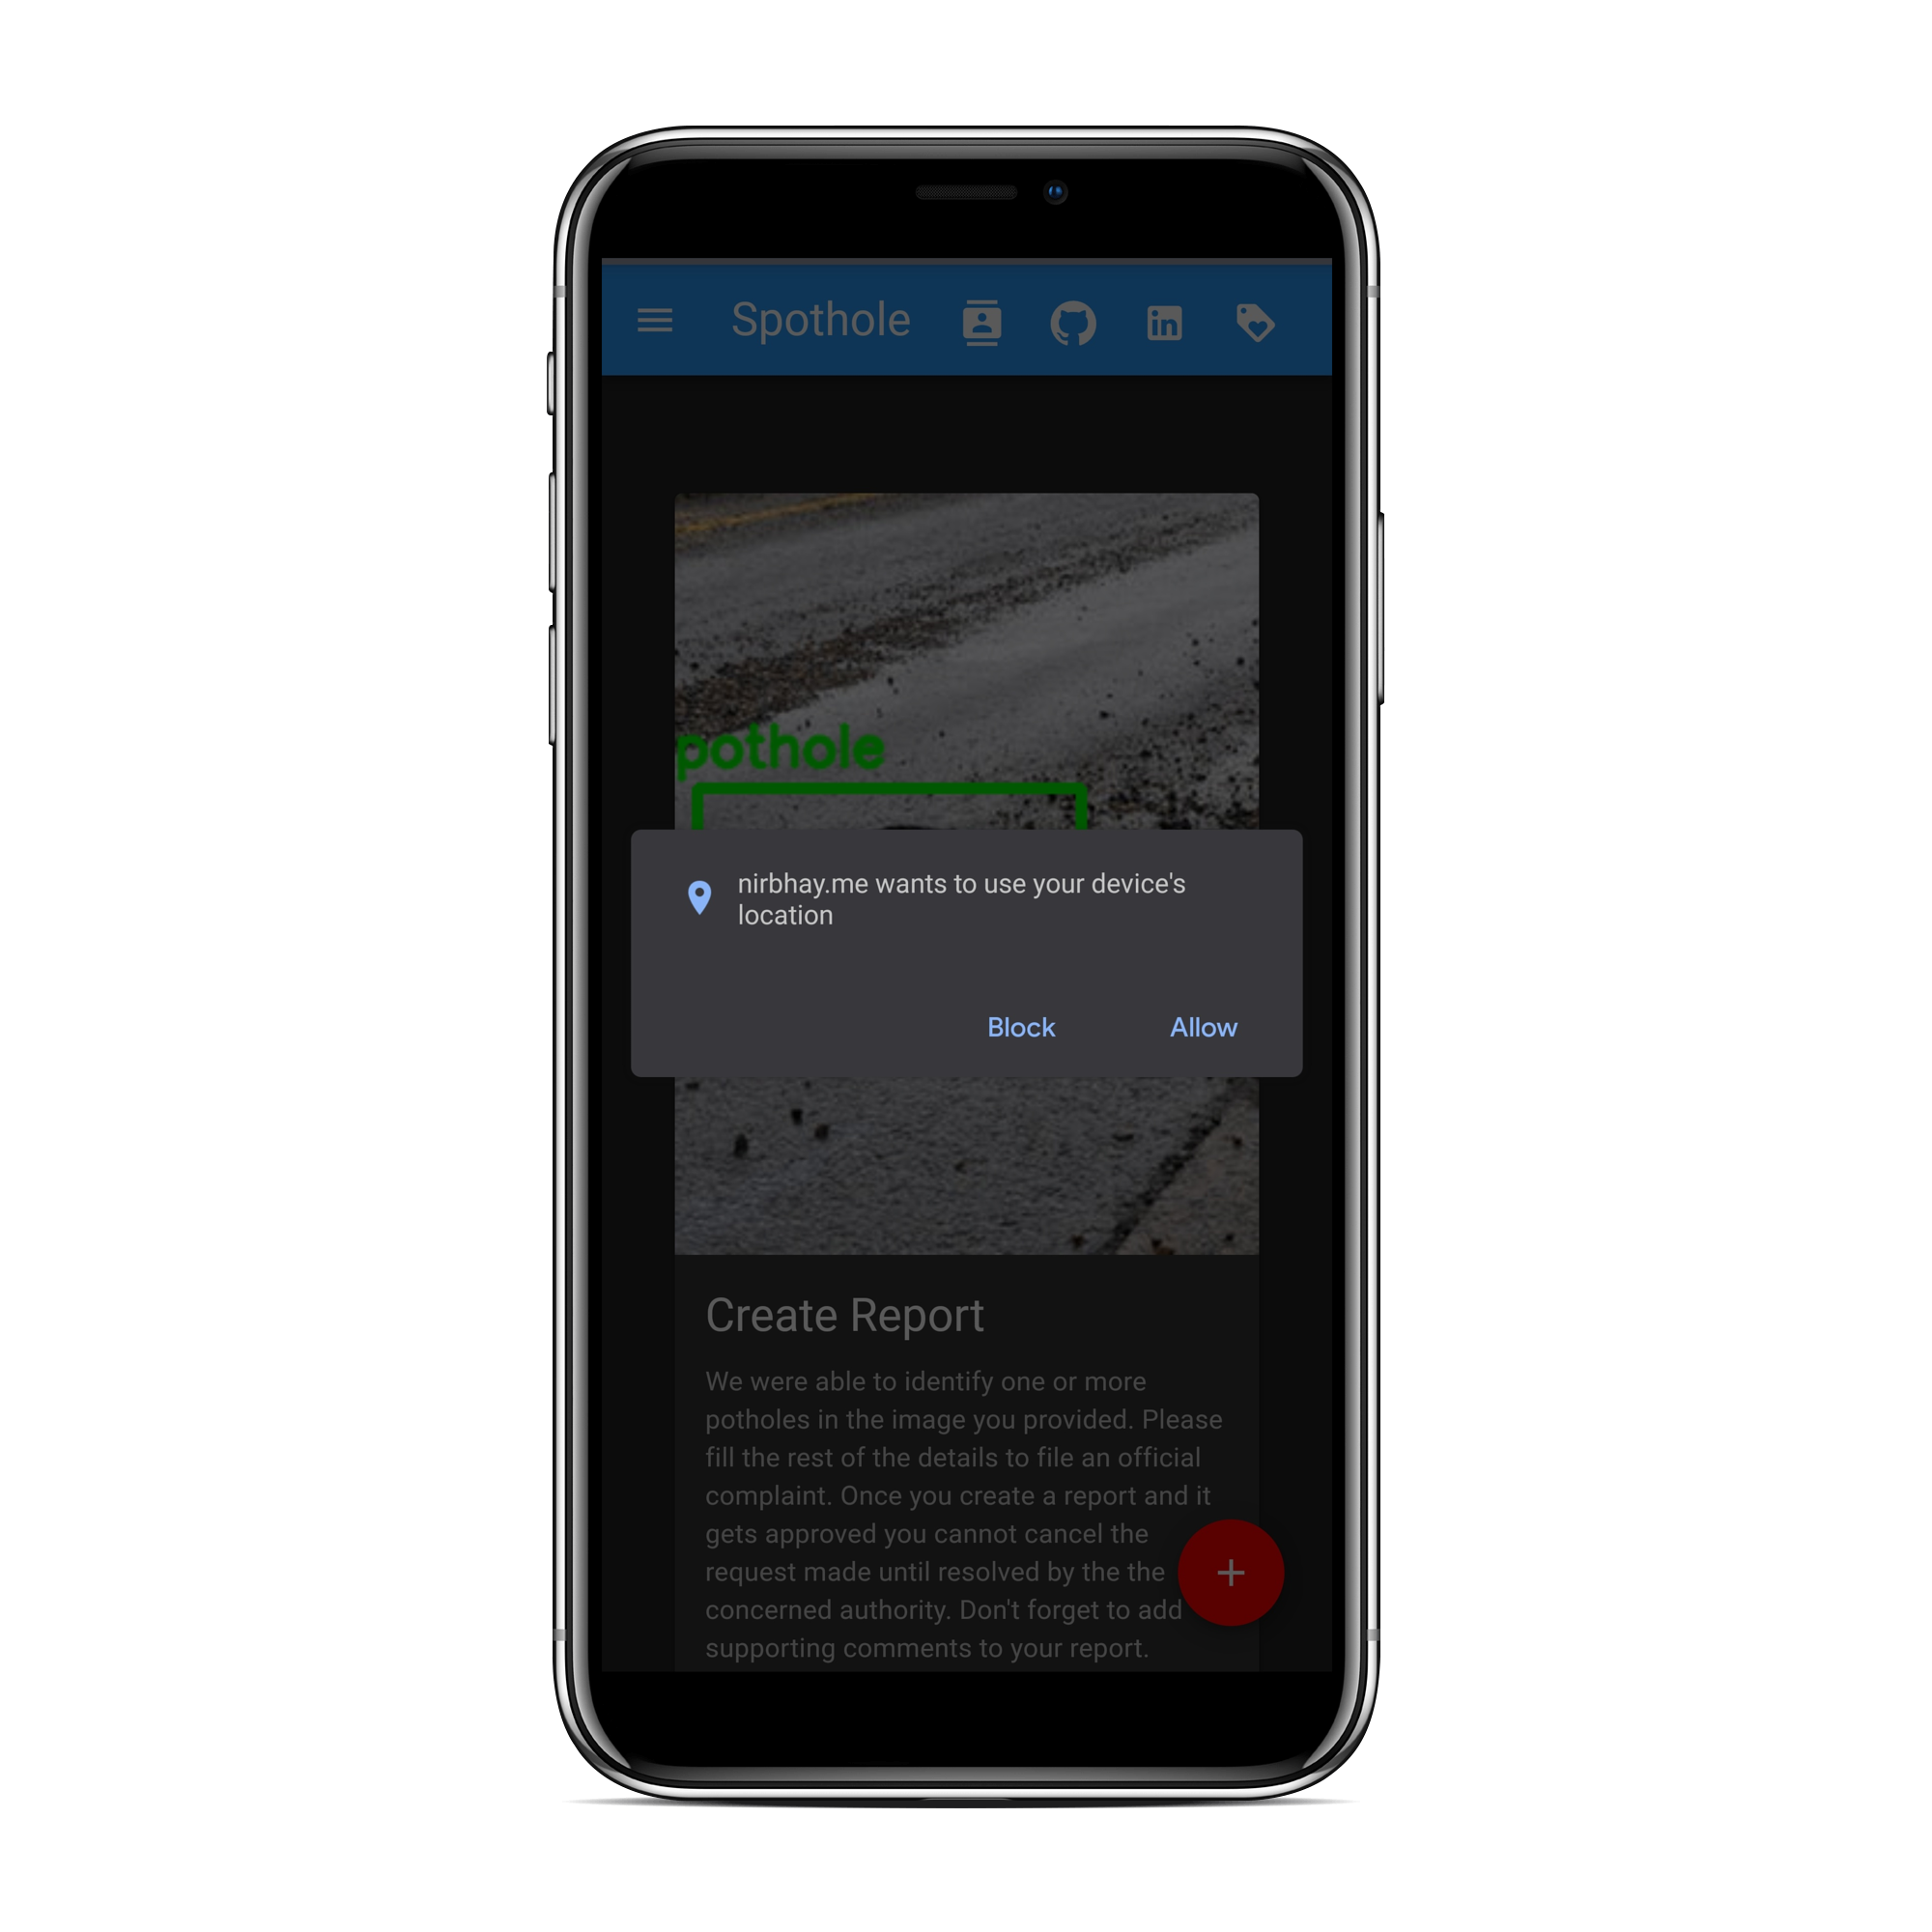 Spothole
pothole
nirbhay.me wants to use your device's
location
Block Allow
Create Report
We were able to identify one or more
potholes in the image you provided. Please
fill the rest of the details to file an official
complaint. Once you create a report and it
gets approved you cannot cancel the
request made until resolved by the the
concerned authority. Don't forget to add
supporting comments to your report.